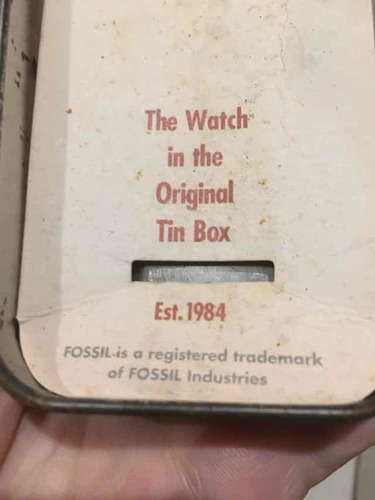 The Watch
in the
Original
Tin Box
Est. 1984
FOSSIL is a registered trademark
of FOSSIL Industries